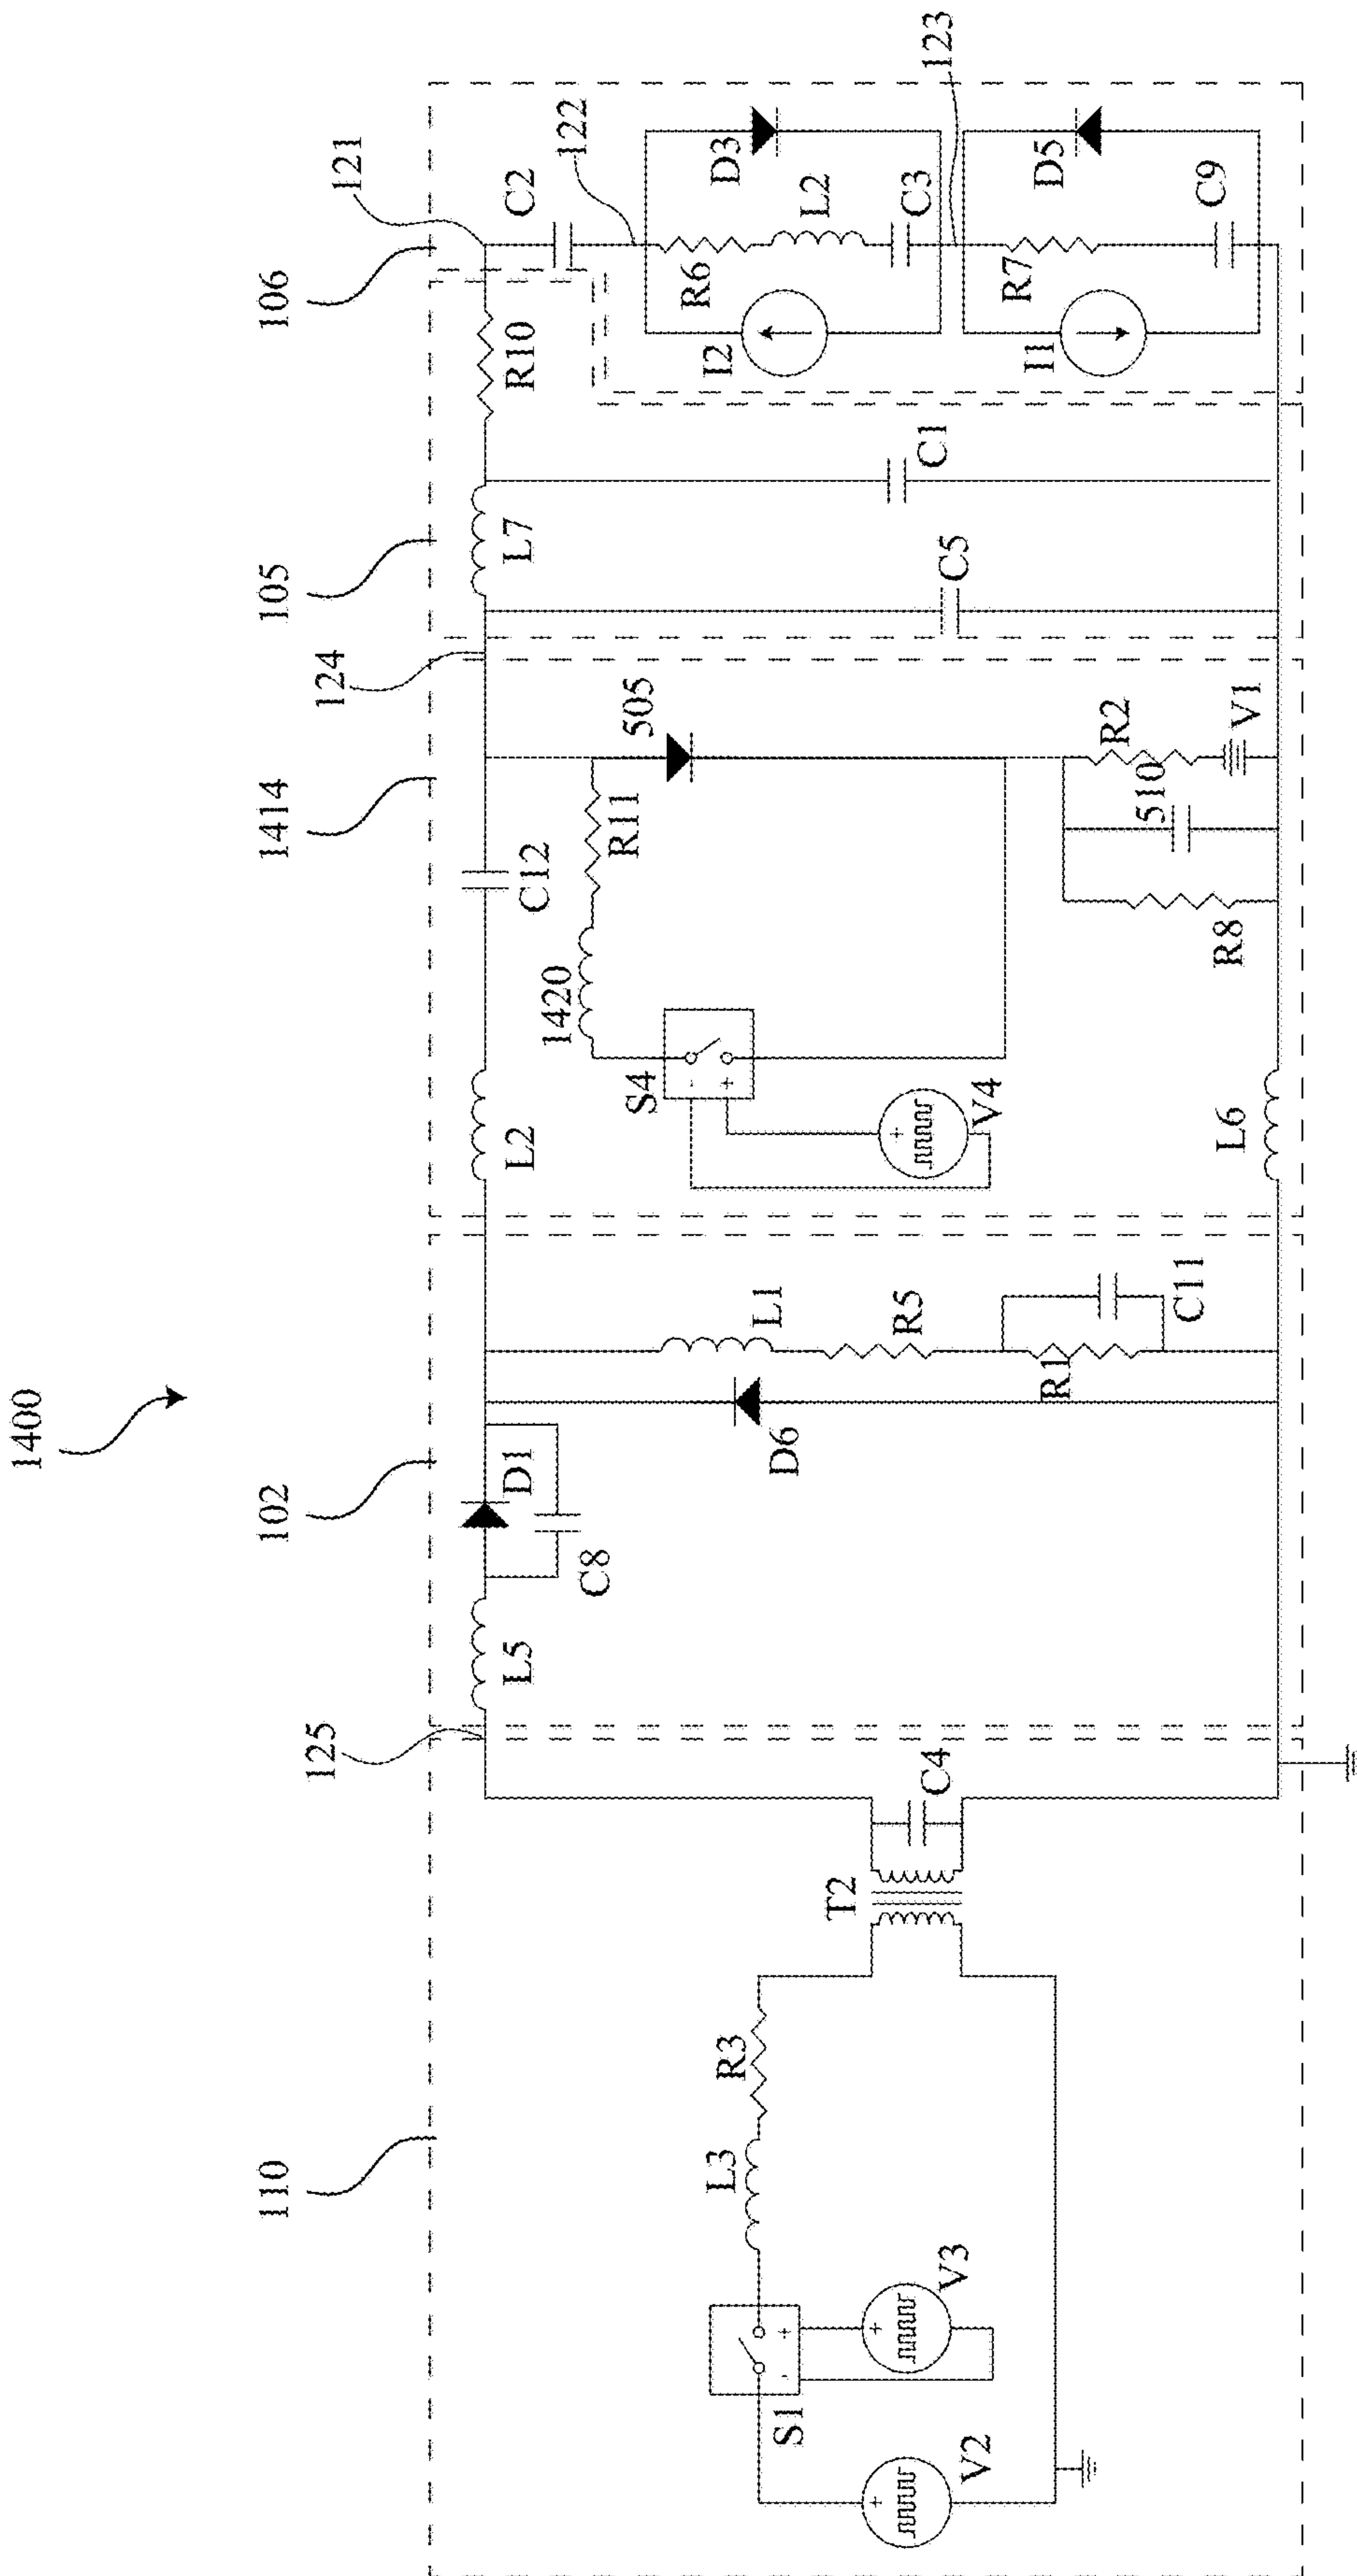 1400
110
102
1414
105
106
125
124
121
L5
D1
C8
L2
C12
L7
R10
C2
122
D3
R6
L2
C3
I2
123
D5
R7
C9
I1
S1
+
-
V2
+
V3
+
L3
R3
T2
C4
D6
L1
R5
R1
C11
S4
-
+
V4
+
1420
R11
505
R8
510
R2
V1
L6
C5
C1